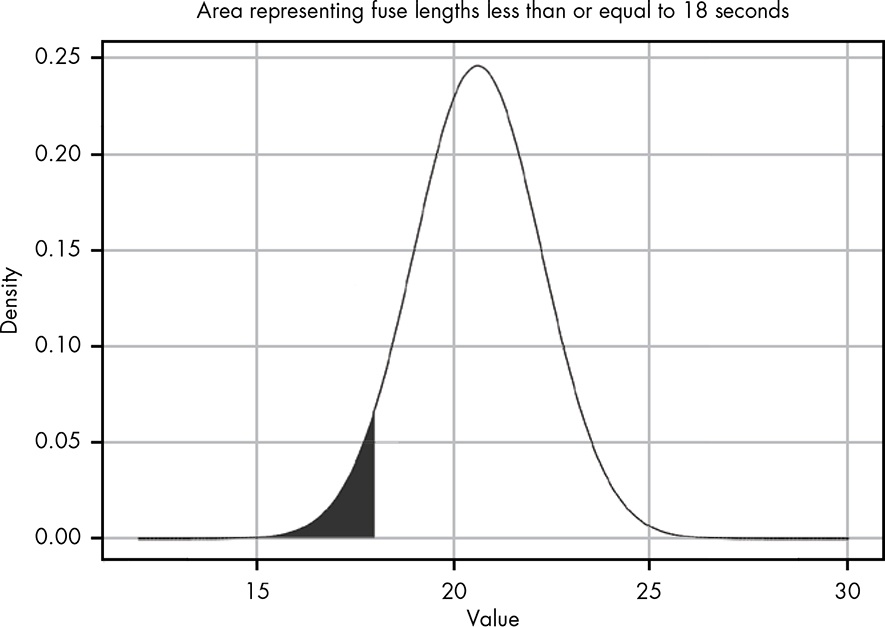 Area representing fuse lengths less than or equal to 18 seconds
0.25
0.20
0.15
0.10
0.05
0.00
Density
15 20 25 30
Value